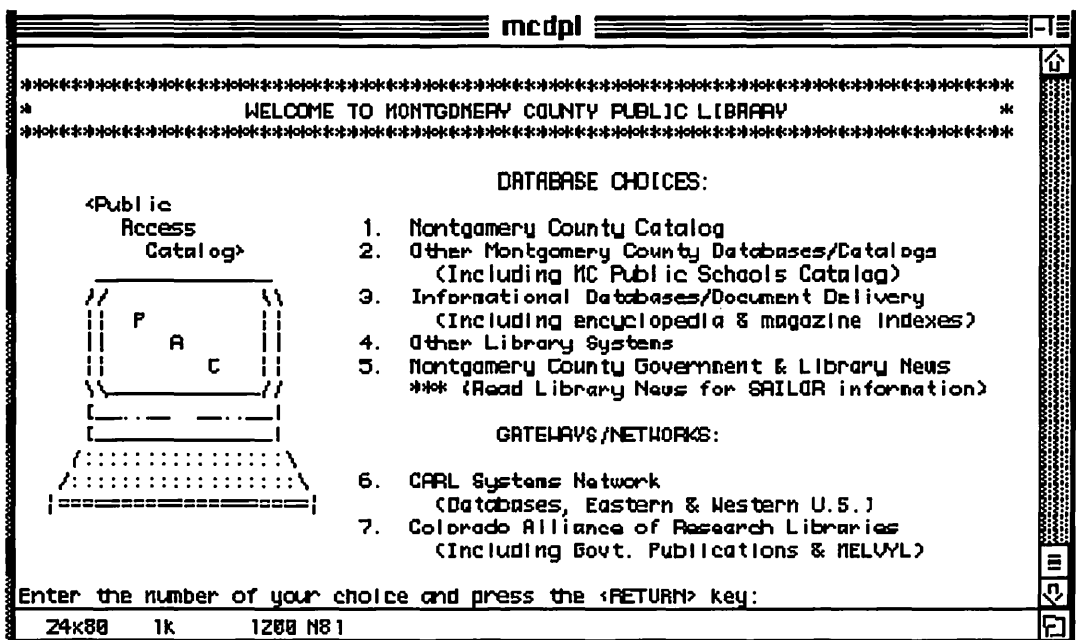 mcdpl
****************************************************************************
* WELCOME TO MONTGOMERY COUNTY PUBLIC LIBRARY *
****************************************************************************
DATABASE CHOICES:
<Public
Access
Catalog>
1. Montgomery County Catalog
2. Other Montgomery County Databases/Catalogs
(Including MC Public Schools Catalog)
3. Informational Databases/Document Delivery
(Including encyclopedia & magazine indexes)
P
A
C
4. Other Library Systems
5. Montgomery County Government & Library News
*** (Read Library News for SAILOR information)
GATEWAYS/NETWORKS:
6. CARL Systems Network
(Databases, Eastern & Western U.S.)
7. Colorado Alliance of Research Libraries
(Including Govt. Publications & MELVYL)
Enter the number of your choice and press the <RETURN> key:
24x80 1k 1200 N81